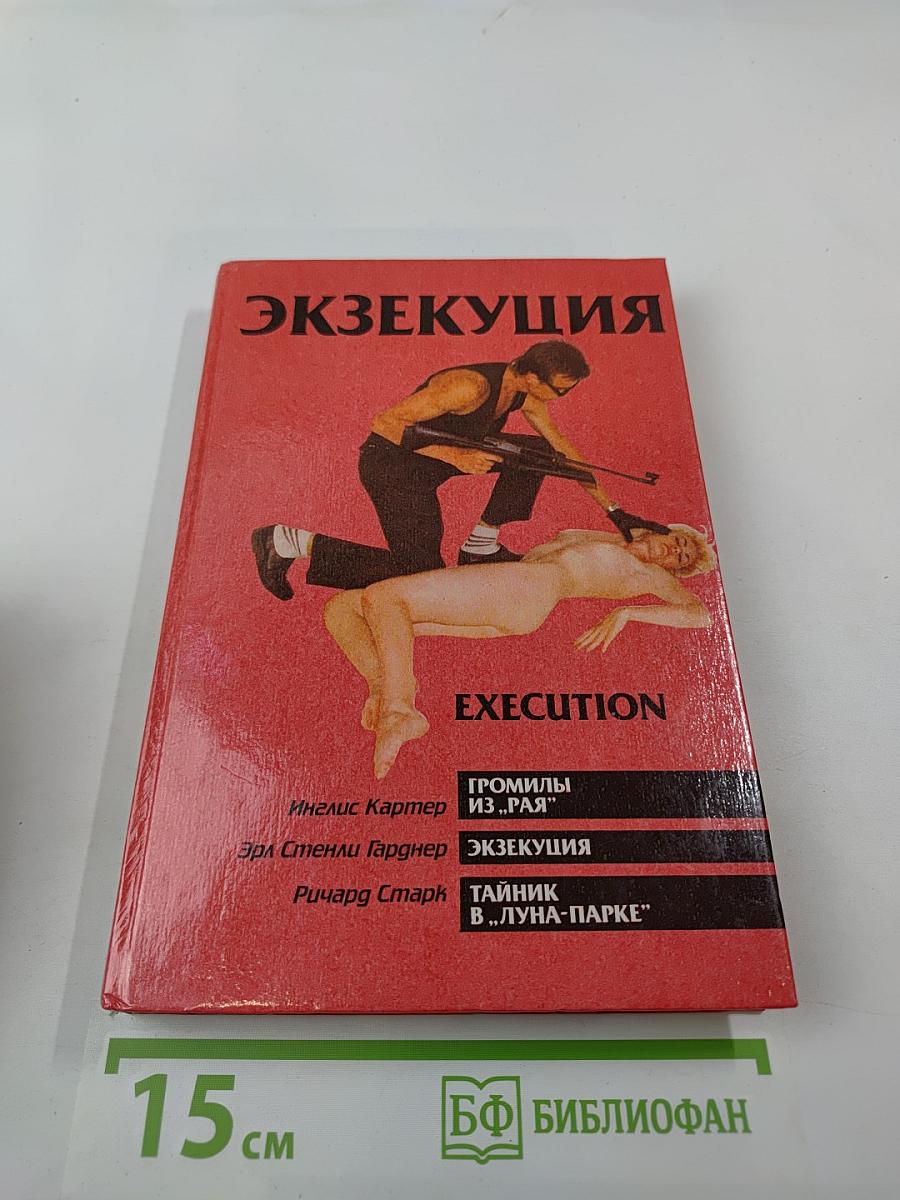 ЭКЗЕКУЦИЯ
EXECUTION
Инглис Картер
ГРОМИЛЫ
ИЗ „РАЯ”
Эрл Стенли Гарднер
ЭКЗЕКУЦИЯ
Ричард Старк
ТАЙНИК
В „ЛУНА-ПАРКЕ”
15 см
БФ БИБЛИОФАН